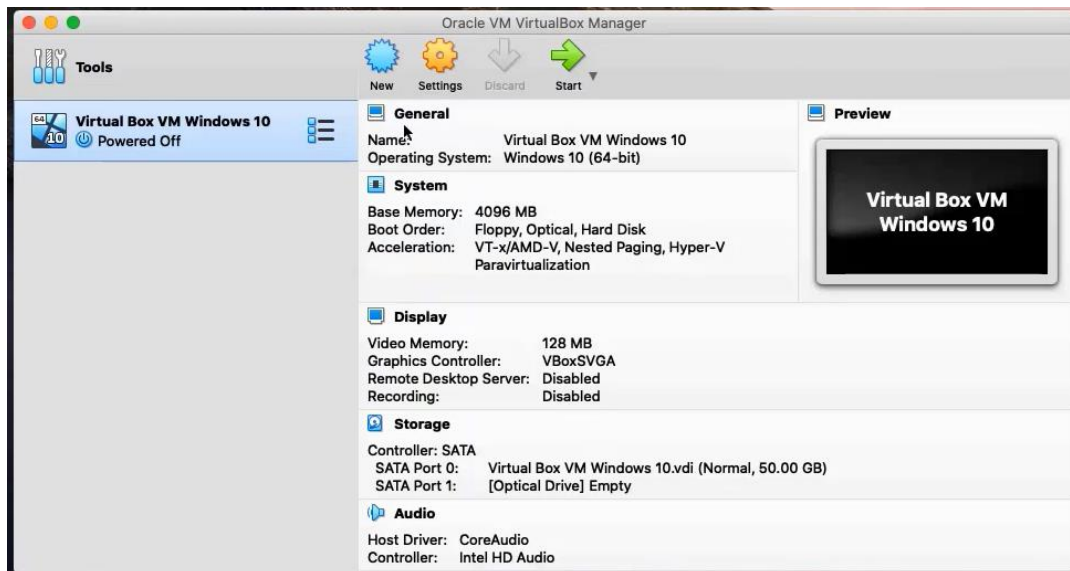 Oracle VM VirtualBox Manager
Tools
New
Settings
Discard
Start
64
10
Virtual Box VM Windows 10
Powered Off
General
Name: Virtual Box VM Windows 10
Operating System: Windows 10 (64-bit)
System
Base Memory: 4096 MB
Boot Order: Floppy, Optical, Hard Disk
Acceleration: VT-x/AMD-V, Nested Paging, Hyper-V
Paravirtualization
Preview
Virtual Box VM
Windows 10
Display
Video Memory: 128 MB
Graphics Controller: VBoxSVGA
Remote Desktop Server: Disabled
Recording: Disabled
Storage
Controller: SATA
SATA Port 0: Virtual Box VM Windows 10.vdi (Normal, 50.00 GB)
SATA Port 1: [Optical Drive] Empty
Audio
Host Driver: CoreAudio
Controller: Intel HD Audio